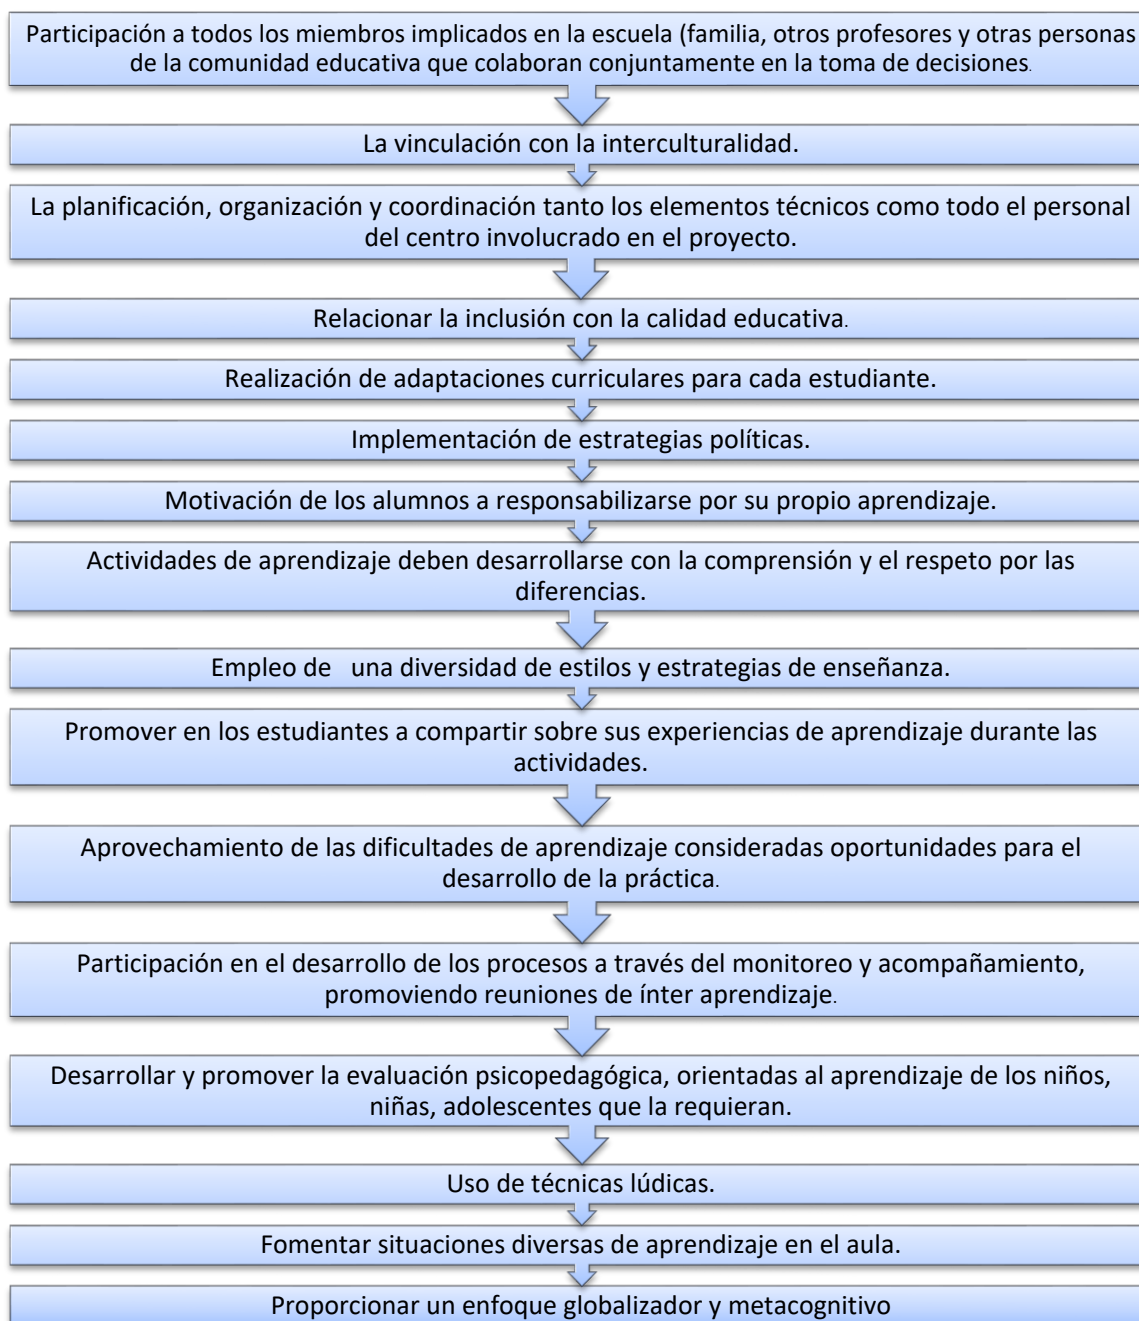 Participación a todos los miembros implicados en la escuela (familia, otros profesores y otras personas
de la comunidad educativa que colaboran conjuntamente en la toma de decisiones.
La vinculación con la interculturalidad.
La planificación, organización y coordinación tanto los elementos técnicos como todo el personal
del centro involucrado en el proyecto.
Relacionar la inclusión con la calidad educativa.
Realización de adaptaciones curriculares para cada estudiante.
Implementación de estrategias políticas.
Motivación de los alumnos a responsabilizarse por su propio aprendizaje.
Actividades de aprendizaje deben desarrollarse con la comprensión y el respeto por las
diferencias.
Empleo de una diversidad de estilos y estrategias de enseñanza.
Promover en los estudiantes a compartir sobre sus experiencias de aprendizaje durante las
actividades.
Aprovechamiento de las dificultades de aprendizaje consideradas oportunidades para el
desarrollo de la práctica.
Participación en el desarrollo de los procesos a través del monitoreo y acompañamiento,
promoviendo reuniones de ínter aprendizaje.
Desarrollar y promover la evaluación psicopedagógica, orientadas al aprendizaje de los niños,
niñas, adolescentes que la requieran.
Uso de técnicas lúdicas.
Fomentar situaciones diversas de aprendizaje en el aula.
Proporcionar un enfoque globalizador y metacognitivo